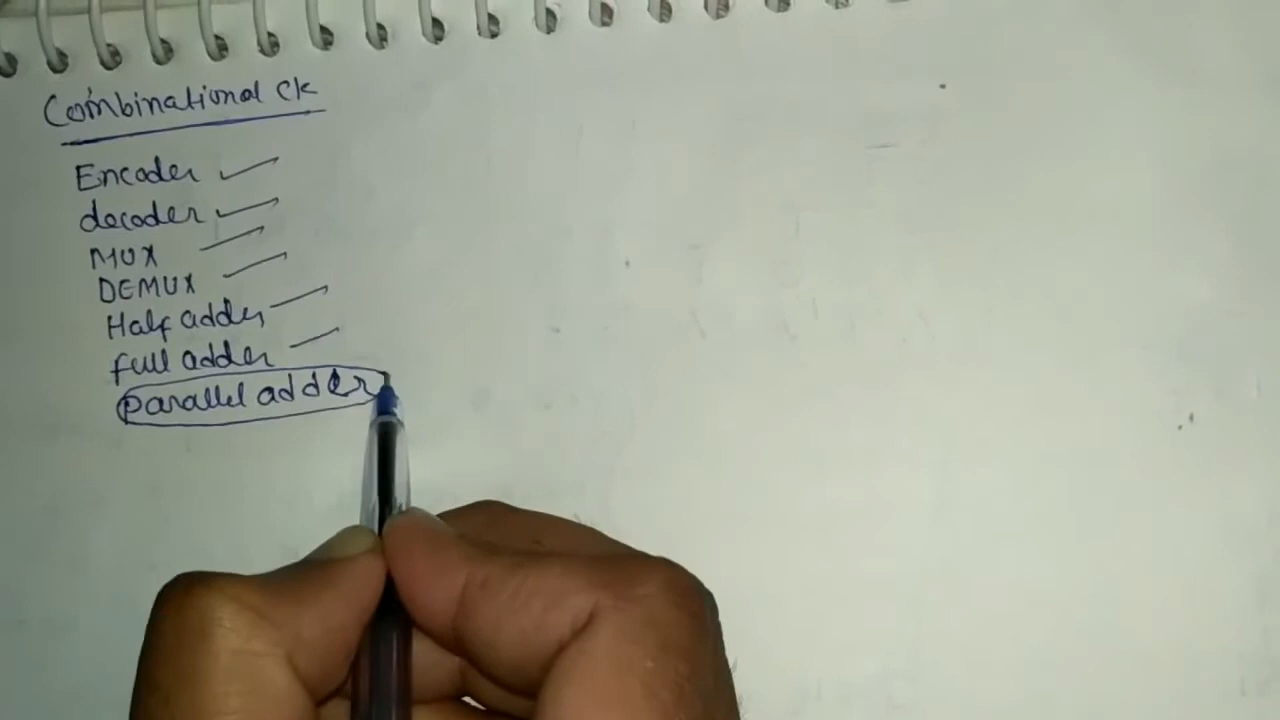 Combinational Ck
Encoder
decoder
MUX
DEMUX
Half adder
full adder
parallel adder